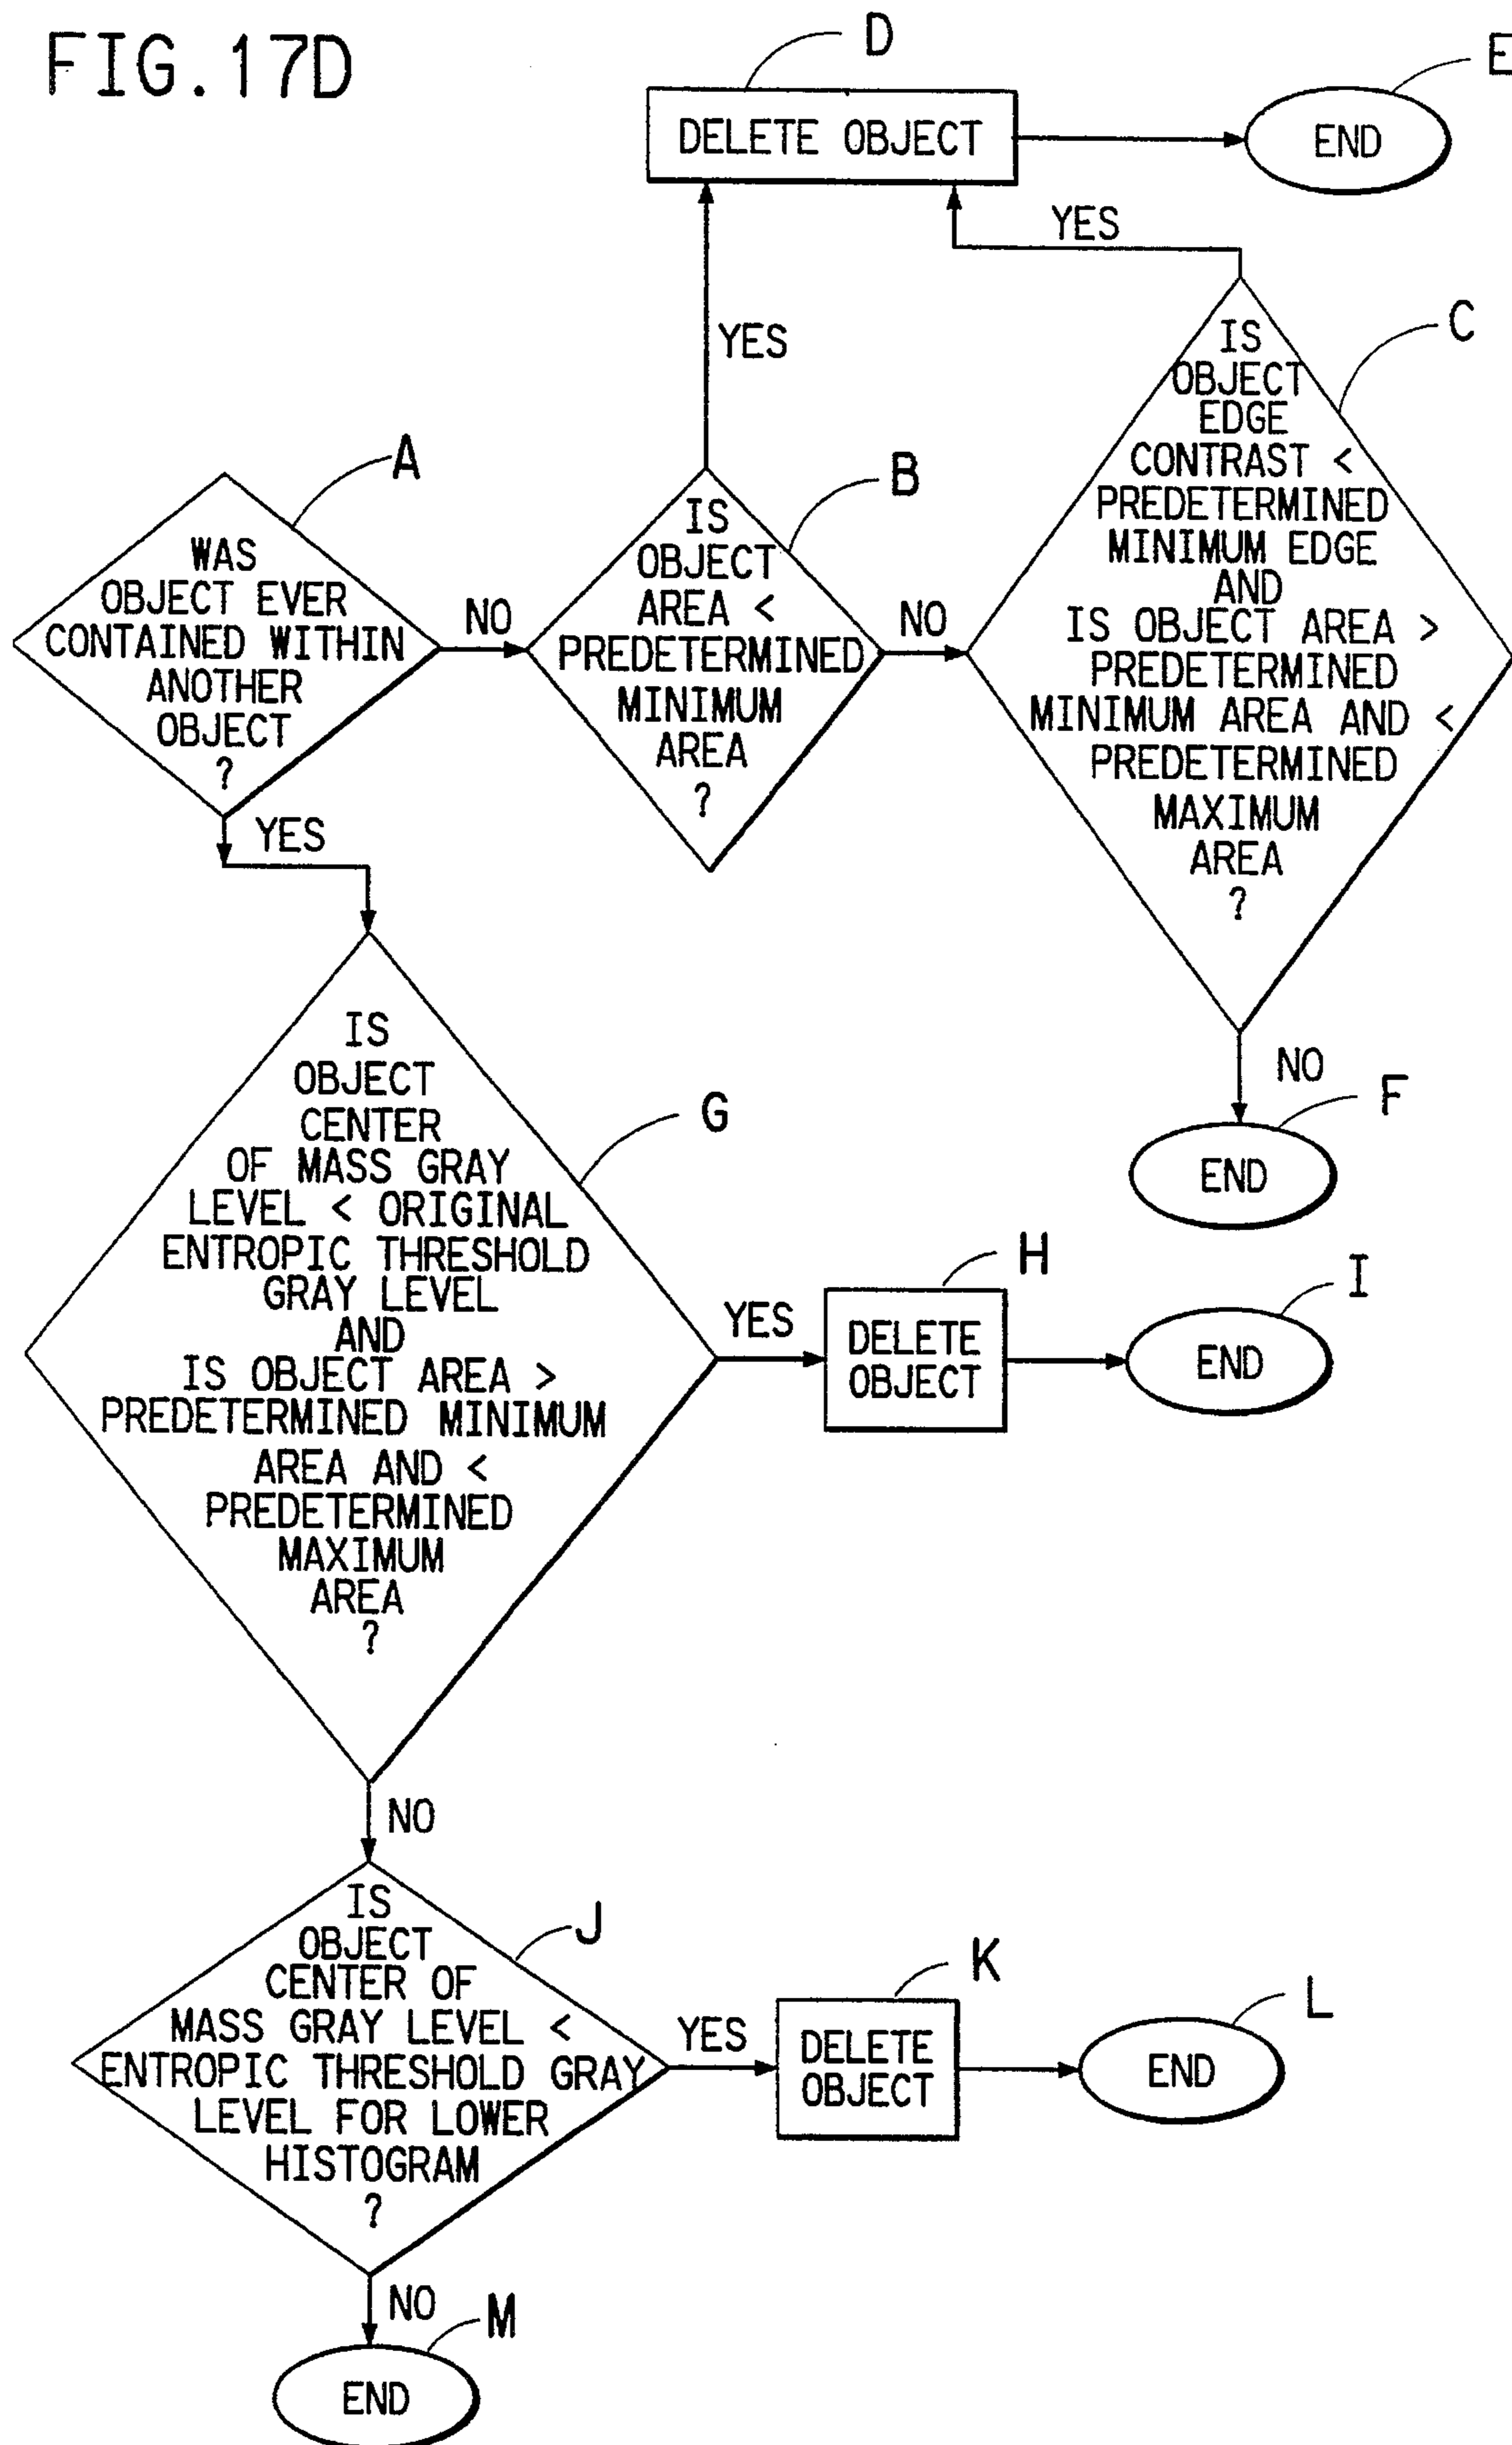 FIG.17D
D
DELETE OBJECT
E
END
YES
YES
A
WAS
OBJECT EVER
CONTAINED WITHIN
ANOTHER
OBJECT
?
NO
B
IS
OBJECT
AREA <
PREDETERMINED
MINIMUM
AREA
?
NO
C
IS
OBJECT
EDGE
CONTRAST <
PREDETERMINED
MINIMUM EDGE
AND
IS OBJECT AREA >
PREDETERMINED
MINIMUM AREA AND <
PREDETERMINED
MAXIMUM
AREA
?
NO
F
END
YES
G
IS
OBJECT
CENTER
OF MASS GRAY
LEVEL < ORIGINAL
ENTROPIC THRESHOLD
GRAY LEVEL
AND
IS OBJECT AREA >
PREDETERMINED MINIMUM
AREA AND <
PREDETERMINED
MAXIMUM
AREA
?
YES
H
DELETE
OBJECT
I
END
NO
J
IS
OBJECT
CENTER OF
MASS GRAY LEVEL <
ENTROPIC THRESHOLD GRAY
LEVEL FOR LOWER
HISTOGRAM
?
YES
K
DELETE
OBJECT
L
END
NO
M
END